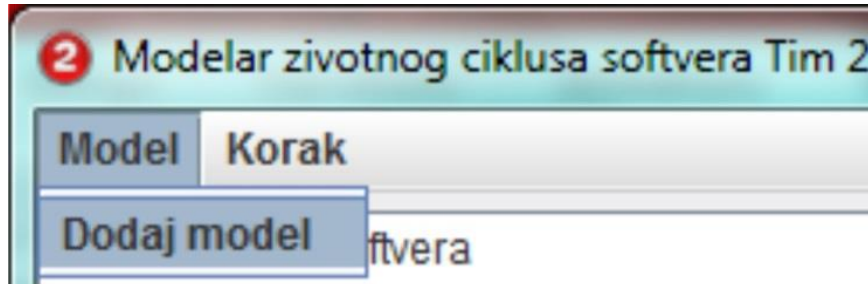 2 Modelar zivotnog ciklusa softvera Tim 2
Model Korak
Dodaj model ftvera